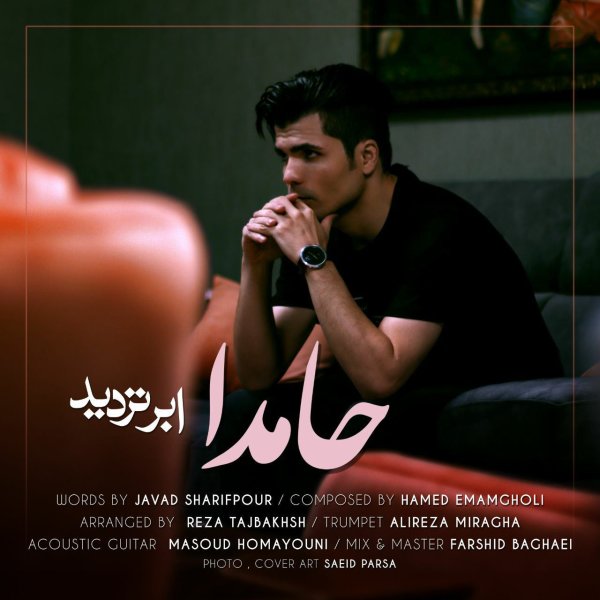 حامدا
ابر تردید
WORDS BY JAVAD SHARIFPOUR / COMPOSED BY HAMED EMAMGHOLI
ARRANGED BY REZA TAJBAKHSH / TRUMPET ALIREZA MIRAGHA
ACOUSTIC GUITAR MASOUD HOMAYOUNI / MIX & MASTER FARSHID BAGHAEI
PHOTO , COVER ART SAEID PARSA